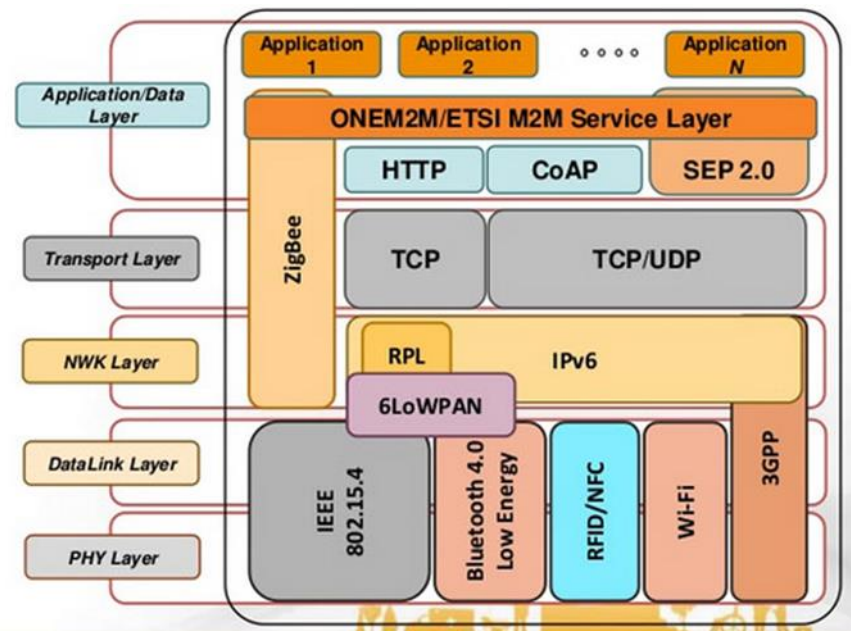 Application
1
Application
2
Application
N
Application/Data
Layer
ONEM2M/ETSI M2M Service Layer
HTTP
CoAP
SEP 2.0
Transport Layer
ZigBee
TCP
TCP/UDP
NWK Layer
RPL
IPv6
6LoWPAN
DataLink Layer
IEEE
802.15.4
Bluetooth 4.0
Low Energy
RFID/NFC
Wi-Fi
3GPP
PHY Layer